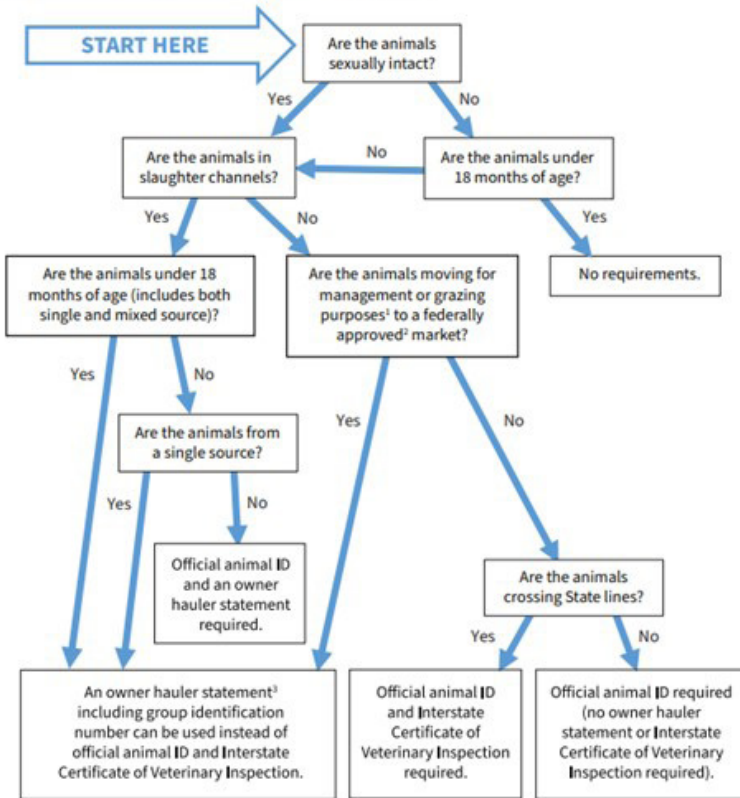 START HERE
Are the animals
sexually intact?
Yes
No
Are the animals in
slaughter channels?
No
Are the animals under
18 months of age?
Yes
No
Yes
Are the animals under 18
months of age (includes both
single and mixed source)?
Are the animals moving for
management or grazing
purposes¹ to a federally
approved² market?
No requirements.
Yes
No
Yes
No
Are the animals from
a single source?
Yes
No
Official animal ID
and an owner
hauler statement
required.
Are the animals
crossing State lines?
Yes
No
An owner hauler statement³
including group identification
number can be used instead of
official animal ID and Interstate
Certificate of Veterinary Inspection.
Official animal ID
and Interstate
Certificate of
Veterinary Inspection
required.
Official animal ID required
(no owner hauler
statement or Interstate
Certificate of Veterinary
Inspection required).